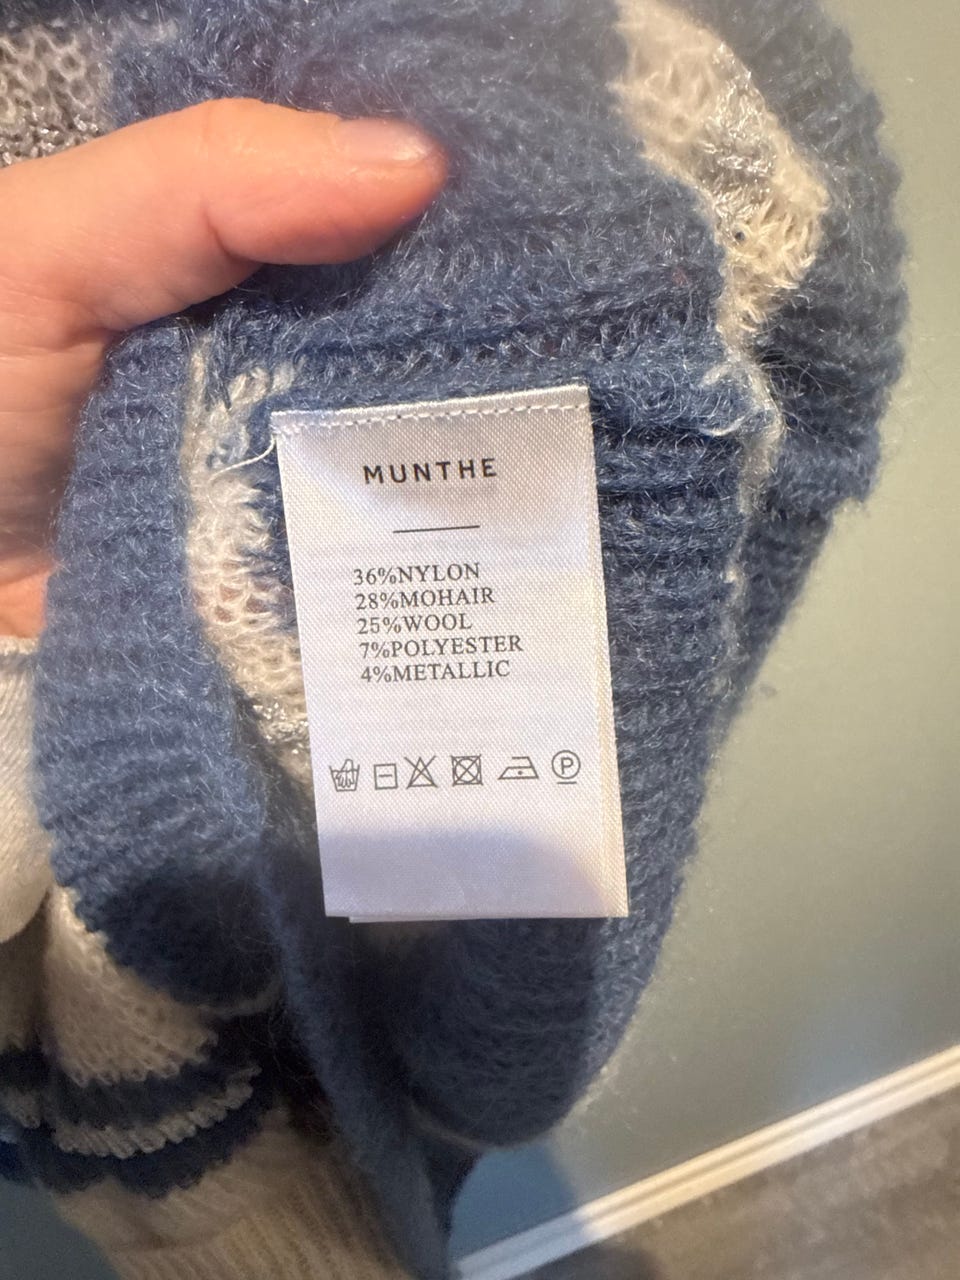 MUNTHE
36%NYLON
28%MOHAIR
25%WOOL
7%POLYESTER
4%METALLIC
P